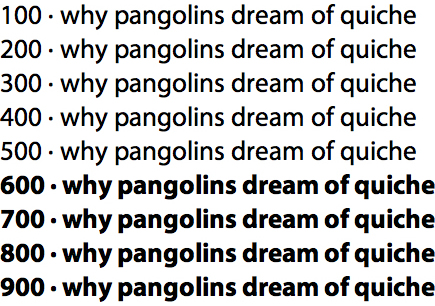 100 · why pangolins dream of quiche
200 · why pangolins dream of quiche
300 · why pangolins dream of quiche
400 · why pangolins dream of quiche
500 · why pangolins dream of quiche
600 · why pangolins dream of quiche
700 · why pangolins dream of quiche
800 · why pangolins dream of quiche
900 · why pangolins dream of quiche